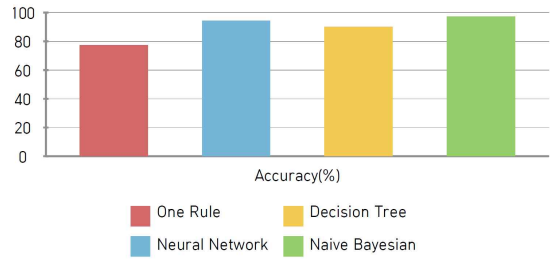 100
80
60
40
20
0
Accuracy(%)
One Rule
Decision Tree
Neural Network
Naive Bayesian